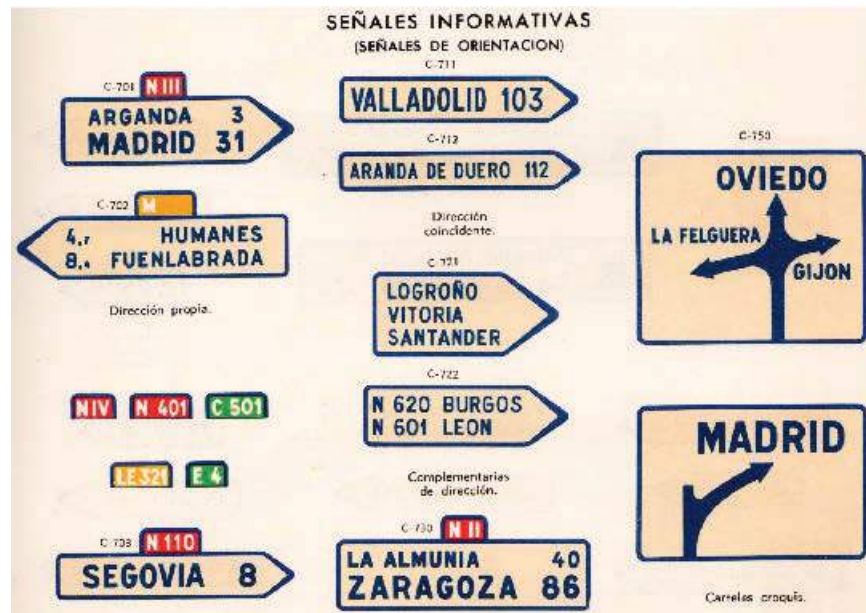 SEÑALES INFORMATIVAS
(SEÑALES DE ORIENTACION)
C-701 N III
ARGANDA 3
MADRID 31
C-702 M
HUMANES
FUENLABRADA
Dirección propia.
N IV N 401 C 501
LE 321 E 4
N 110
SEGOVIA 8
C-711
VALLADOLID 103
C-712
ARANDA DE DUERO 112
Dirección
coincidente.
C-721
LOGROÑO
VITORIA
SANTANDER
C-722
N 620 BURGOS
N 601 LEON
Complementarias
de dirección.
C-730 N II
LA ALMUNIA 40
ZARAGOZA 86
C-750
OVIEDO
LA FELGUERA
GIJON
MADRID
Carteles croquis.